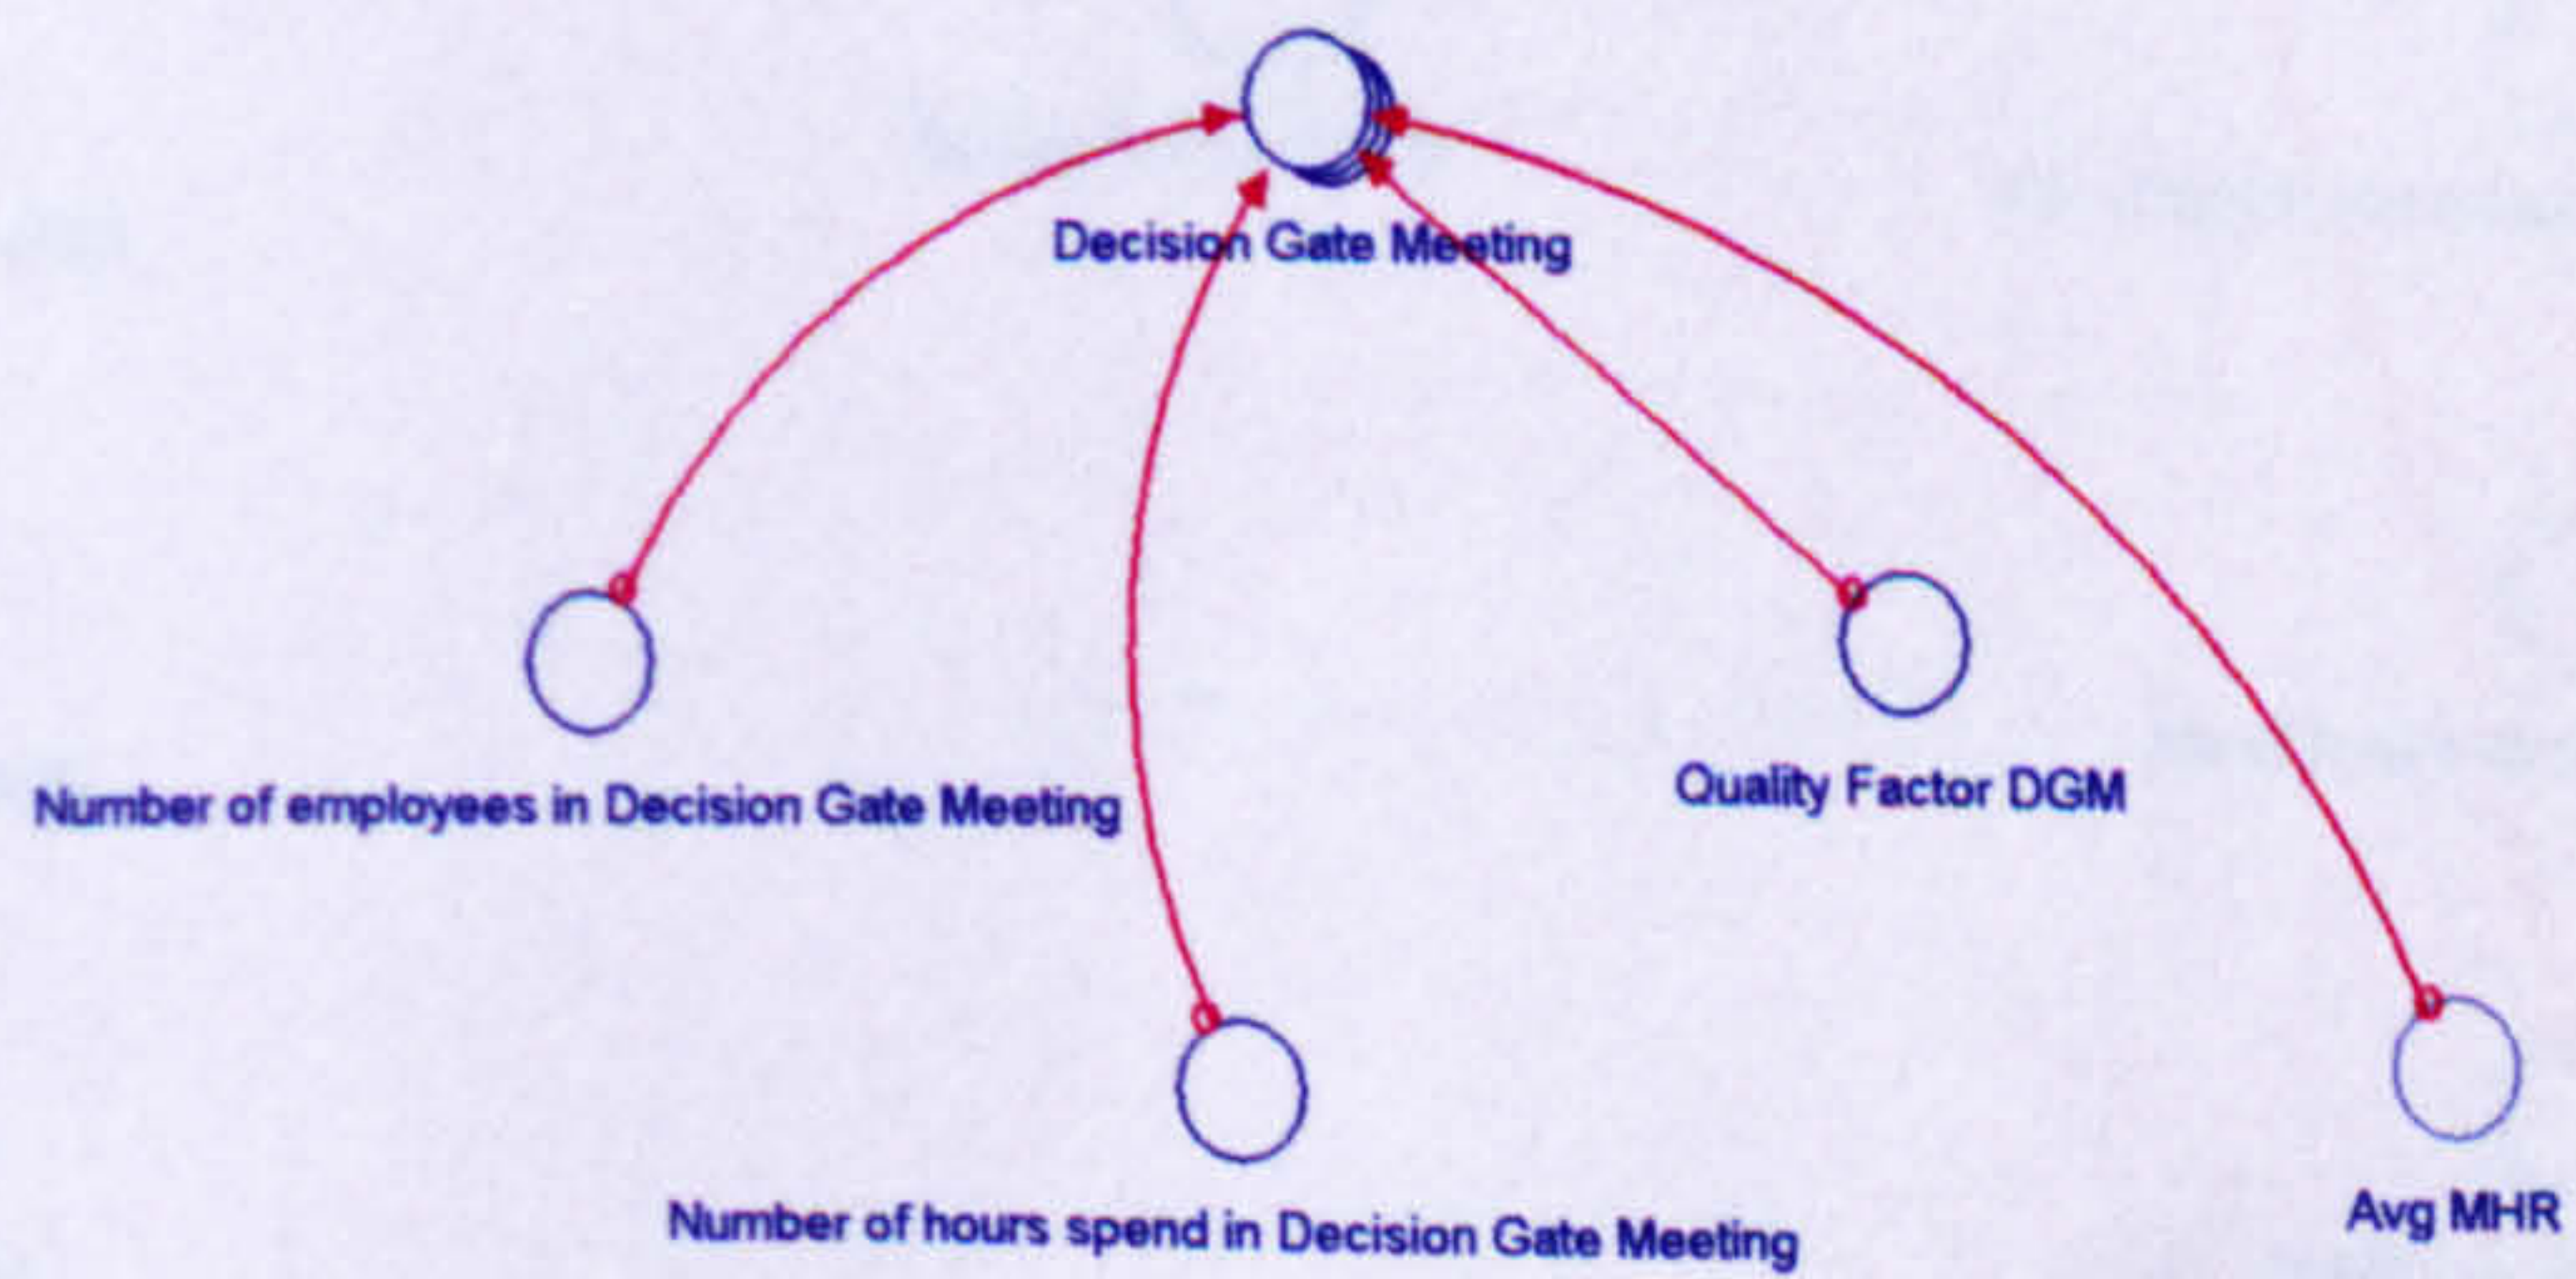 Decision Gate Meeting
Number of employees in Decision Gate Meeting
Quality Factor DGM
Number of hours spend in Decision Gate Meeting
Avg MHR